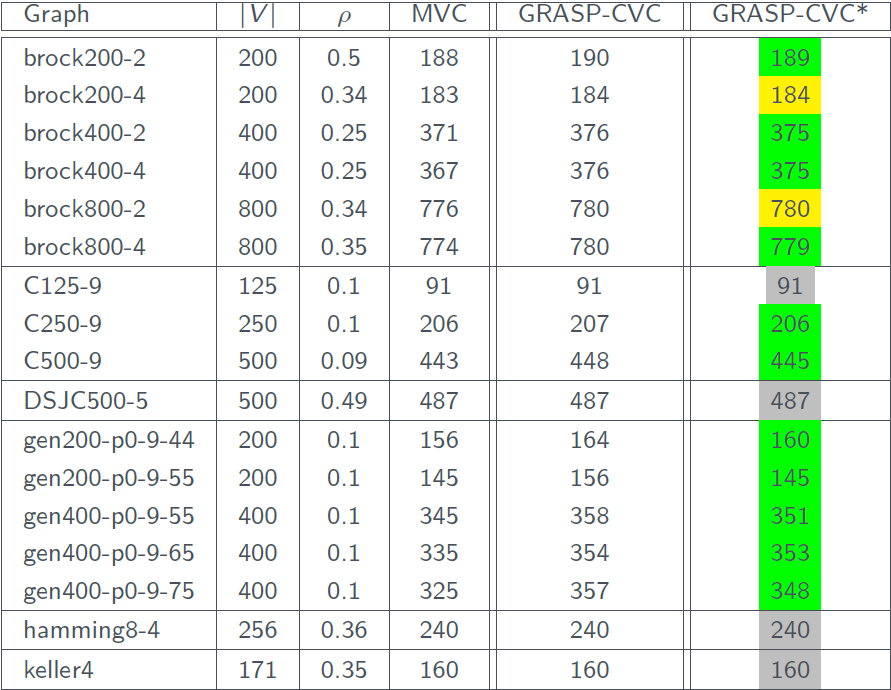 Graph |V| ρ MVC GRASP-CVC GRASP-CVC*
brock200-2 200 0.5 188 190 189
brock200-4 200 0.34 183 184 184
brock400-2 400 0.25 371 376 375
brock400-4 400 0.25 367 376 375
brock800-2 800 0.34 776 780 780
brock800-4 800 0.35 774 780 779
C125-9 125 0.1 91 91 91
C250-9 250 0.1 206 207 206
C500-9 500 0.09 443 448 445
DSJC500-5 500 0.49 487 487 487
gen200-p0-9-44 200 0.1 156 164 160
gen200-p0-9-55 200 0.1 145 156 145
gen400-p0-9-55 400 0.1 345 358 351
gen400-p0-9-65 400 0.1 335 354 353
gen400-p0-9-75 400 0.1 325 357 348
hamming8-4 256 0.36 240 240 240
keller4 171 0.35 160 160 160